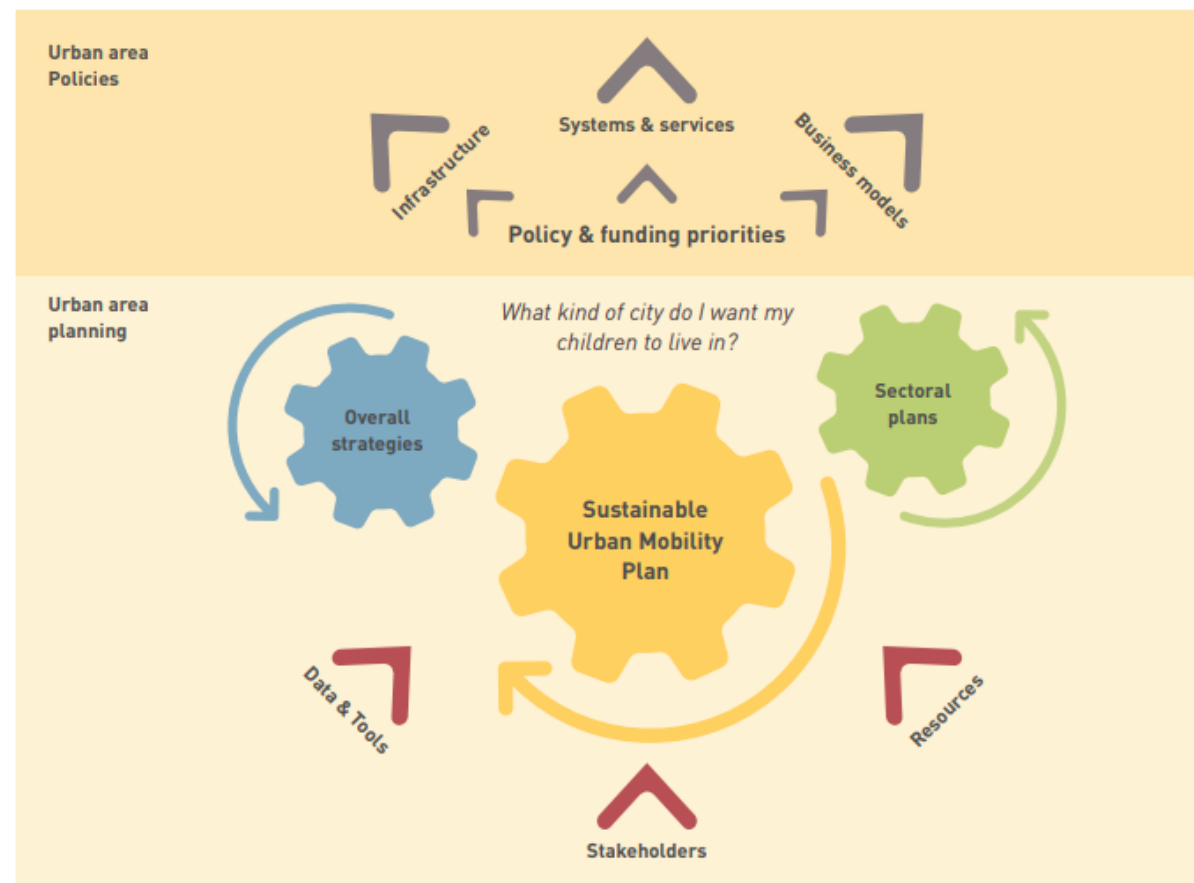 Urban area
Policies
Systems & services
Infrastructure
Business models
Policy & funding priorities
Urban area
planning
What kind of city do I want my
children to live in?
Overall
strategies
Sectoral
plans
Sustainable
Urban Mobility
Plan
Data & Tools
Resources
Stakeholders